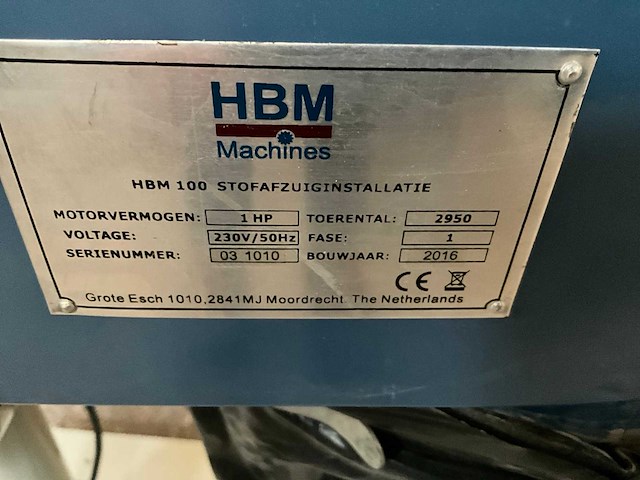 HBM
Machines
HBM 100 STOFAFZUIGINSTALLATIE
MOTORVERMOGEN: 1 HP TOERENTAL: 2950
VOLTAGE: 230V/50Hz FASE: 1
SERIENUMMER: 03 1010 BOUWJAAR: 2016
CE
Grote Esch 1010,2841MJ Moordrecht The Netherlands